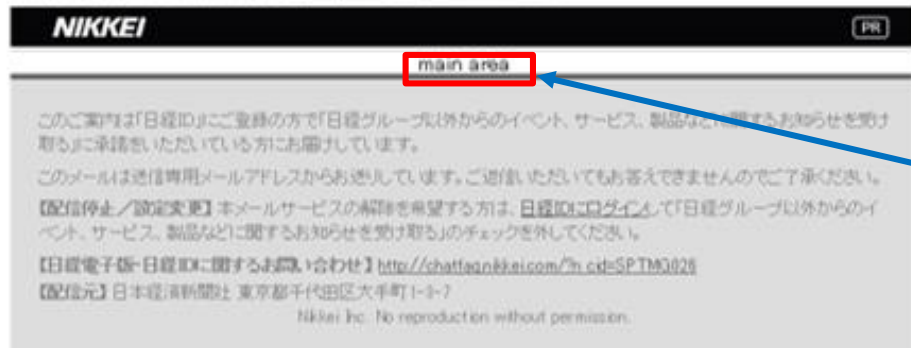 NIKKEI
PR
main area
このご案内は「日経ID」にご登録の方で「日経グループ以外からのイベント、サービス、製品などに関するお知らせを受け
取る」に承諾をいただいている方にお届けしています。
このメールは送信専用メールアドレスからお送りしています。ご返信いただいてもお答えできませんのでご了承ください。
【配信停止／設定変更】本メールサービスの解除を希望する方は、日経IDにログインして「日経グループ以外からのイ
ベント、サービス、製品などに関するお知らせを受け取る」のチェックを外してください。
【日経電子版・日経IDに関するお問い合わせ】http://chatfaq.nikkei.com/?n_cid=SPTMG026
【配信元】日本経済新聞社 東京都千代田区大手町1-3-7
Nikkei Inc. No reproduction without permission.